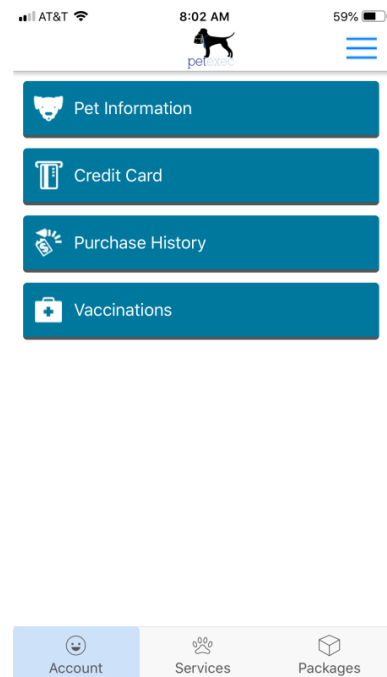 AT&T 8:02 AM 59%
petexec
Pet Information
Credit Card
Purchase History
Vaccinations
Account Services Packages